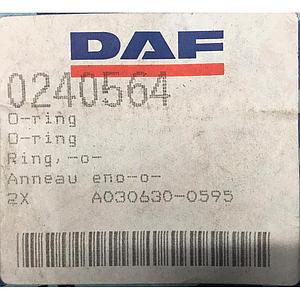 DAF
0240564
O-ring
O-ring
Ring,-o-
Anneau eno-o-
2X A030630-0595